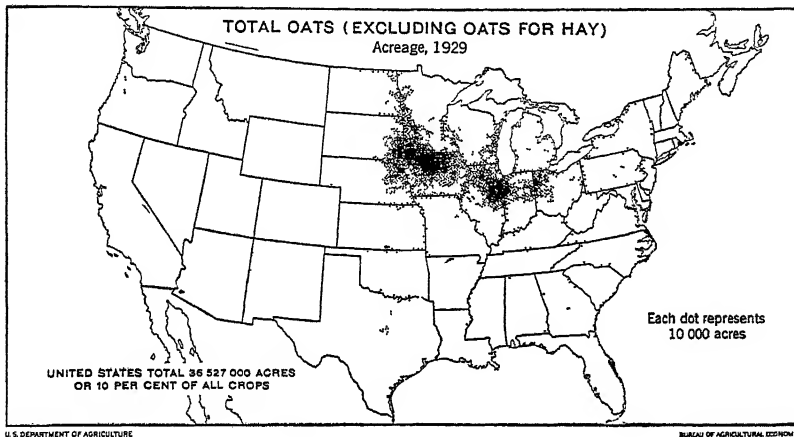 TOTAL OATS (EXCLUDING OATS FOR HAY)
Acreage, 1929
Each dot represents
10 000 acres
UNITED STATES TOTAL 36 527 000 ACRES
OR 10 PER CENT OF ALL CROPS
U. S. DEPARTMENT OF AGRICULTURE
BUREAU OF AGRICULTURAL